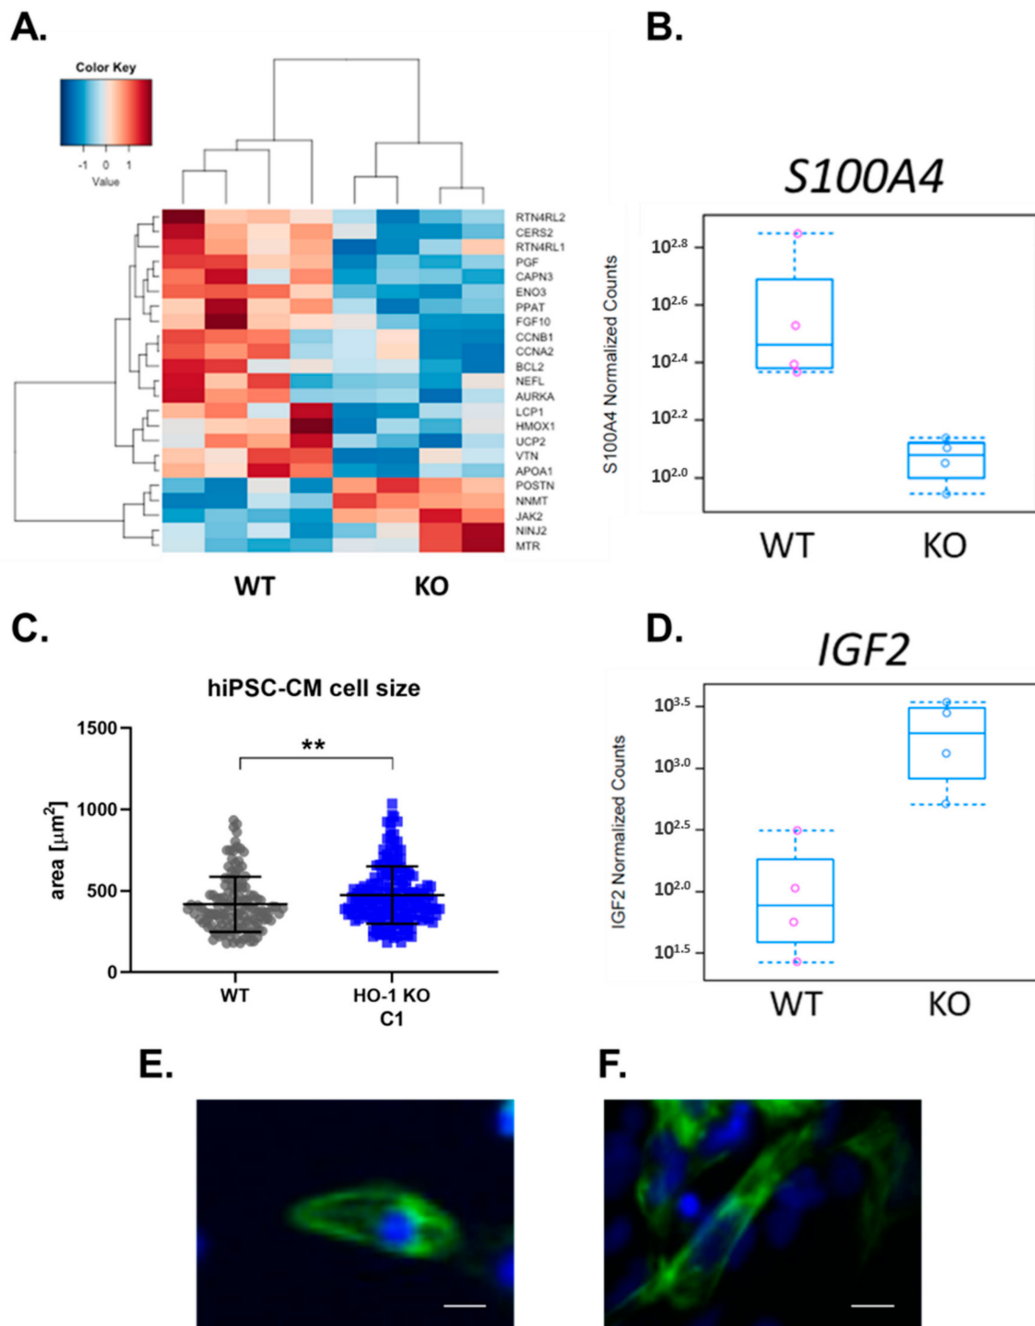 A.
Color Key
-1 0 1
Value
RTN4RL2
CERS2
RTN4RL1
PGF
CAPN3
ENO3
PPAT
FGF10
CCNB1
CCNA2
BCL2
NEFL
AURKA
LCP1
HMOX1
UCP2
VTN
APOA1
POSTN
NNMT
JAK2
NINJ2
MTR
WT KO
B.
S100A4
S100A4 Normalized Counts
10^2.8
10^2.6
10^2.4
10^2.2
10^2.0
WT KO
C.
hiPSC-CM cell size
**
area [μm²]
1500
1000
500
0
WT HO-1 KO
C1
D.
IGF2
IGF2 Normalized Counts
10^3.5
10^3.0
10^2.5
10^2.0
10^1.5
WT KO
E.
F.